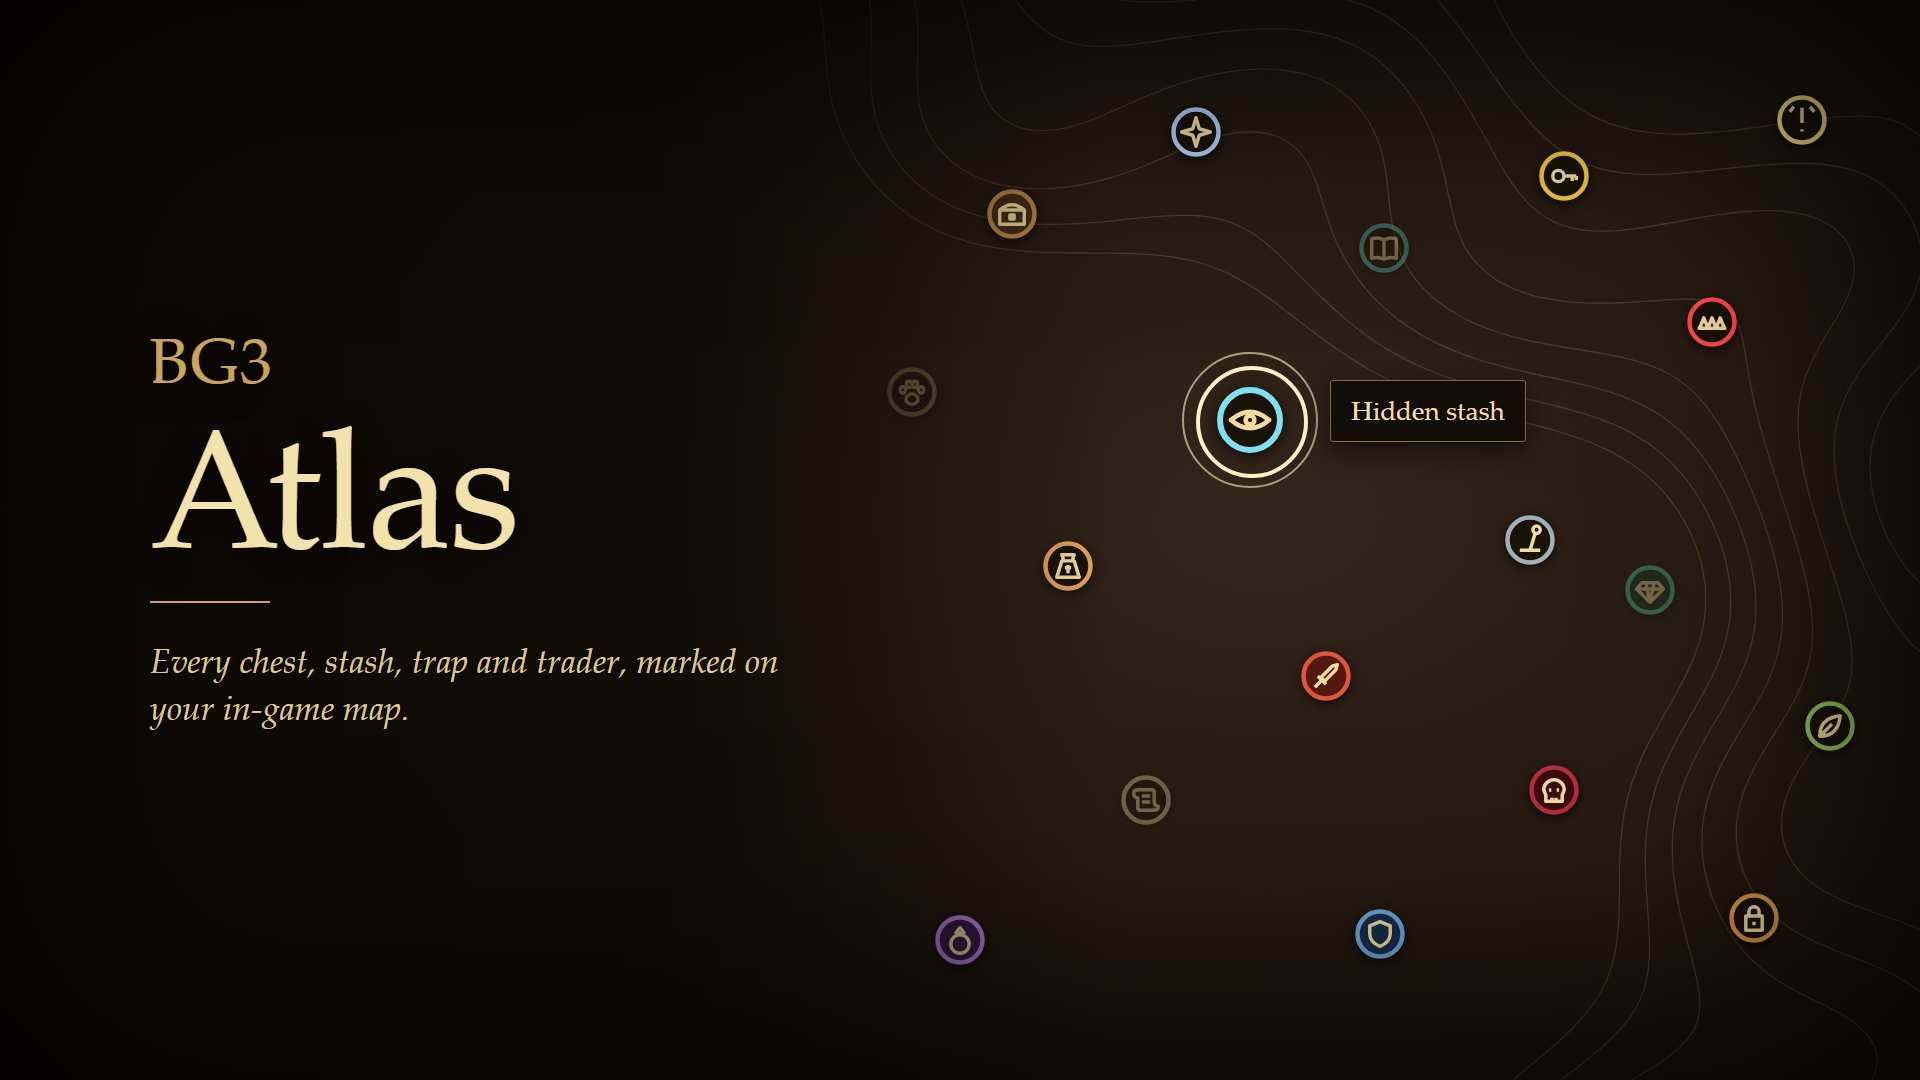 BG3
Atlas
Every chest, stash, trap and trader, marked on
your in-game map.
Hidden stash